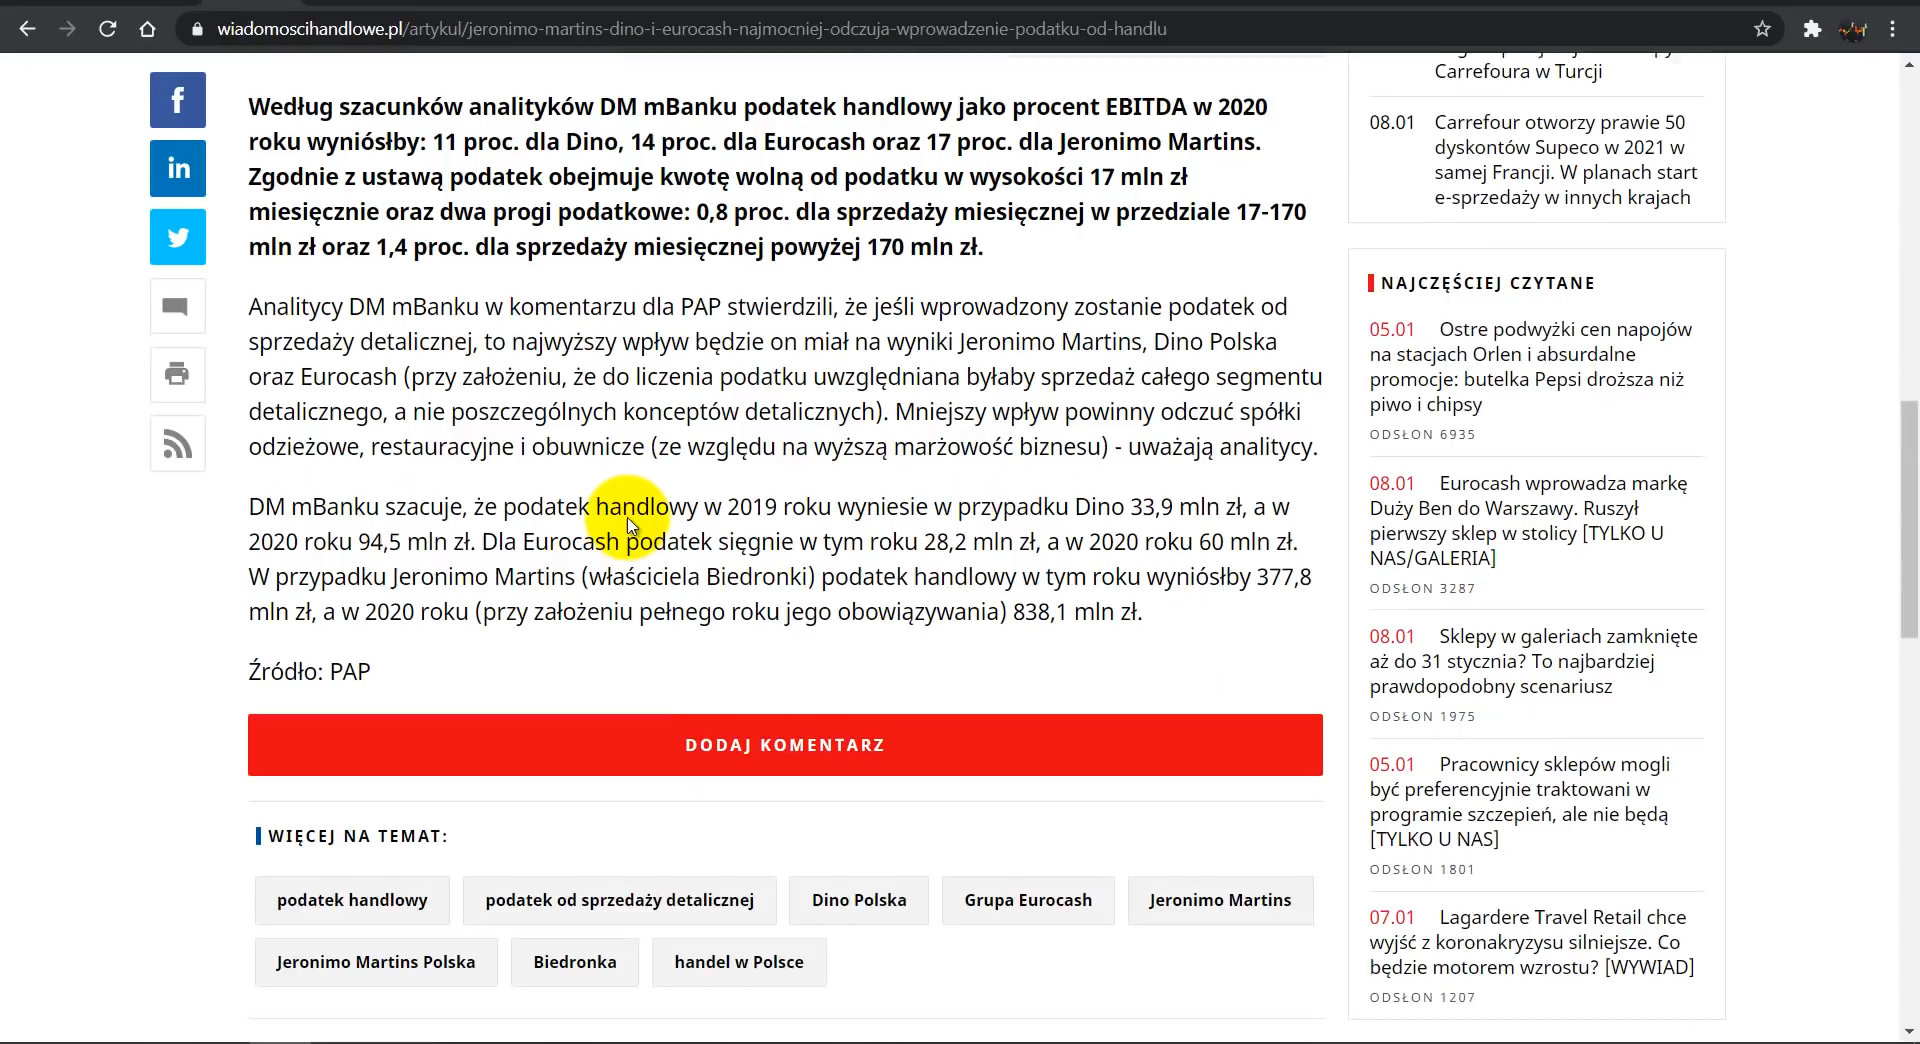 wiadomoscihandlowe.pl/artykul/jeronimo-martins-dino-i-eurocash-najmocniej-odczuja-wprowadzenie-podatku-od-handlu
f
in
Według szacunków analityków DM mBanku podatek handlowy jako procent EBITDA w 2020
roku wyniósłby: 11 proc. dla Dino, 14 proc. dla Eurocash oraz 17 proc. dla Jeronimo Martins.
Zgodnie z ustawą podatek obejmuje kwotę wolną od podatku w wysokości 17 mln zł
miesięcznie oraz dwa progi podatkowe: 0,8 proc. dla sprzedaży miesięcznej w przedziale 17-170
mln zł oraz 1,4 proc. dla sprzedaży miesięcznej powyżej 170 mln zł.
Analitycy DM mBanku w komentarzu dla PAP stwierdzili, że jeśli wprowadzony zostanie podatek od
sprzedaży detalicznej, to najwyższy wpływ będzie on miał na wyniki Jeronimo Martins, Dino Polska
oraz Eurocash (przy założeniu, że do liczenia podatku uwzględniana byłaby sprzedaż całego segmentu
detalicznego, a nie poszczególnych konceptów detalicznych). Mniejszy wpływ powinny odczuć spółki
odzieżowe, restauracyjne i obuwnicze (ze względu na wyższą marżowość biznesu) - uważają analitycy.
DM mBanku szacuje, że podatek handlowy w 2019 roku wyniesie w przypadku Dino 33,9 mln zł, a w
2020 roku 94,5 mln zł. Dla Eurocash podatek sięgnie w tym roku 28,2 mln zł, a w 2020 roku 60 mln zł.
W przypadku Jeronimo Martins (właściciela Biedronki) podatek handlowy w tym roku wyniósłby 377,8
mln zł, a w 2020 roku (przy założeniu pełnego roku jego obowiązywania) 838,1 mln zł.
Źródło: PAP
DODAJ KOMENTARZ
WIĘCEJ NA TEMAT:
podatek handlowy
podatek od sprzedaży detalicznej
Dino Polska
Grupa Eurocash
Jeronimo Martins
Jeronimo Martins Polska
Biedronka
handel w Polsce
Carrefoura w Turcji
08.01 Carrefour otworzy prawie 50
dyskontów Supeco w 2021 w
samej Francji. W planach start
e-sprzedaży w innych krajach
NAJCZĘŚCIEJ CZYTANE
05.01 Ostre podwyżki cen napojów
na stacjach Orlen i absurdalne
promocje: butelka Pepsi droższa niż
piwo i chipsy
ODSŁON 6935
08.01 Eurocash wprowadza markę
Duży Ben do Warszawy. Ruszył
pierwszy sklep w stolicy [TYLKO U
NAS/GALERIA]
ODSŁON 3287
08.01 Sklepy w galeriach zamknięte
aż do 31 stycznia? To najbardziej
prawdopodobny scenariusz
ODSŁON 1975
05.01 Pracownicy sklepów mogli
być preferencyjnie traktowani w
programie szczepień, ale nie będą
[TYLKO U NAS]
ODSŁON 1801
07.01 Lagardere Travel Retail chce
wyjść z koronakryzysu silniejsze. Co
będzie motorem wzrostu? [WYWIAD]
ODSŁON 1207